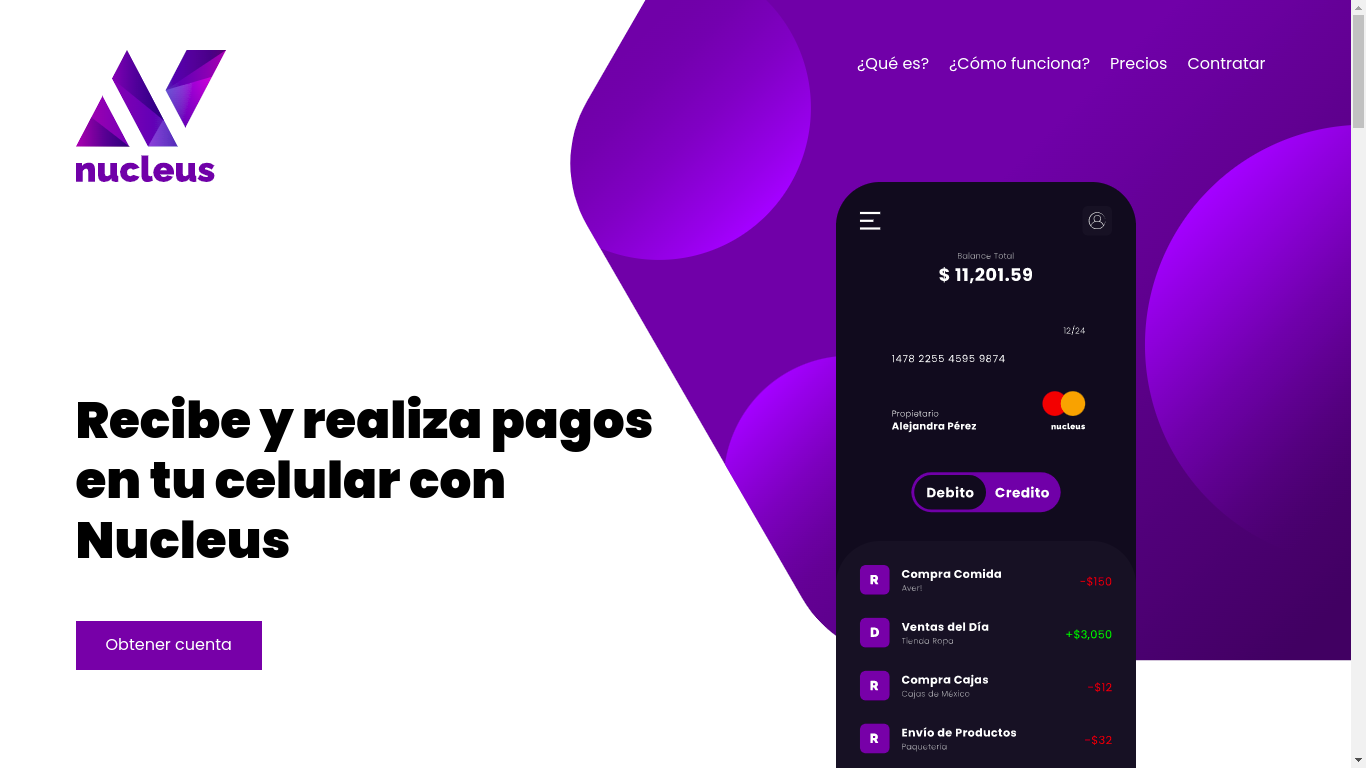 nucleus
¿Qué es? ¿Cómo funciona? Precios Contratar
Recibe y realiza pagos
en tu celular con
Nucleus
Obtener cuenta
Balance Total
$ 11,201.59
12/24
1478 2255 4595 9874
Propietario
Alejandra Pérez
nucleus
Debito Credito
R Compra Comida -$150
Aver!
D Ventas del Día +$3,050
Tienda Ropa
R Compra Cajas -$12
Cajas de México
R Envío de Productos -$32
Paquetería